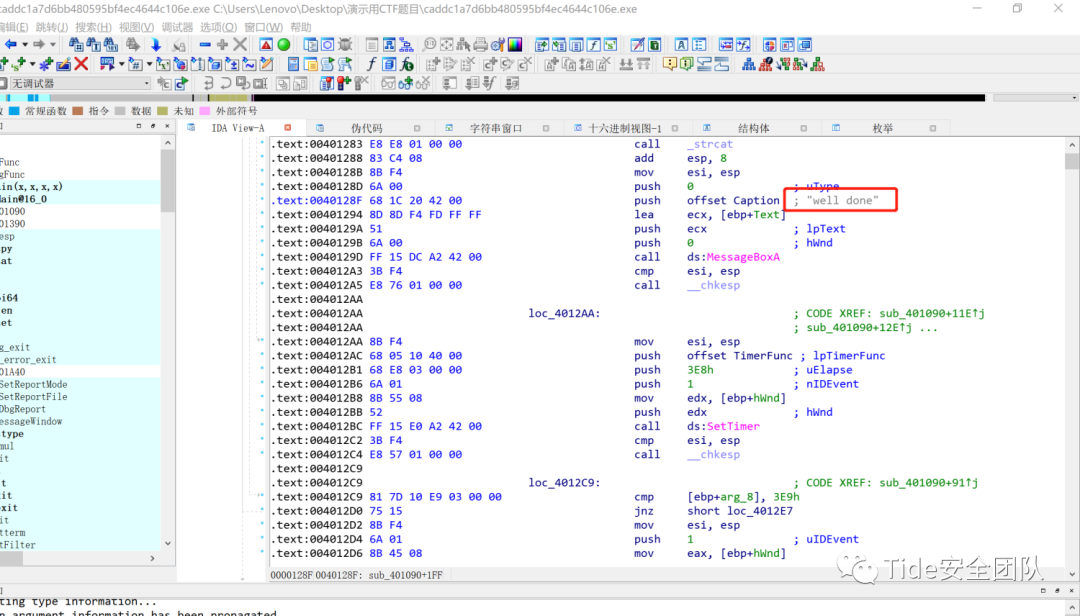 caddc1a7d6bb480595bf4ec4644c106e.exe C:\Users\Lenovo\Desktop\演示用CTF题目\caddc1a7d6bb480595bf4ec4644c106e.exe
编辑(E) 跳转(J) 搜索(H) 视图(V) 调试器 选项(O) 窗口(W) 帮助
无调试器
常规函数 指令 数据 未知 外部符号
IDA View-A 伪代码 字符串窗口 十六进制视图-1 结构体 枚举
Func
gFunc
in(x,x,x,x)
ain@16_0
01090
01390
esp
py
at
pi64
en
et
g_exit
_error_exit
01A40
SetReportMode
SetReportFile
DbgReport
essageWindow
type
mul
it
t
it
exit
it
tterm
tFilter
.text:00401283 E8 E8 01 00 00 call _strcat
.text:00401288 83 C4 08 add esp, 8
.text:0040128B 8B F4 mov esi, esp
.text:0040128D 6A 00 push 0 ; uType
.text:0040128F 68 1C 20 42 00 push offset Caption ; "well done"
.text:00401294 8D 8D F4 FD FF FF lea ecx, [ebp+Text]
.text:0040129A 51 push ecx ; lpText
.text:0040129B 6A 00 push 0 ; hWnd
.text:0040129D FF 15 DC A2 42 00 call ds:MessageBoxA
.text:004012A3 3B F4 cmp esi, esp
.text:004012A5 E8 76 01 00 00 call __chkesp
.text:004012AA
.text:004012AA loc_4012AA: ; CODE XREF: sub_401090+11E↑j
.text:004012AA ; sub_401090+12E↑j ...
.text:004012AA 8B F4 mov esi, esp
.text:004012AC 68 05 10 40 00 push offset TimerFunc ; lpTimerFunc
.text:004012B1 68 E8 03 00 00 push 3E8h ; uElapse
.text:004012B6 6A 01 push 1 ; nIDEvent
.text:004012B8 8B 55 08 mov edx, [ebp+hWnd]
.text:004012BB 52 push edx ; hWnd
.text:004012BC FF 15 E0 A2 42 00 call ds:SetTimer
.text:004012C2 3B F4 cmp esi, esp
.text:004012C4 E8 57 01 00 00 call __chkesp
.text:004012C9
.text:004012C9 loc_4012C9: ; CODE XREF: sub_401090+91↑j
.text:004012C9 81 7D 10 E9 03 00 00 cmp [ebp+arg_8], 3E9h
.text:004012D0 75 15 jnz short loc_4012E7
.text:004012D2 8B F4 mov esi, esp
.text:004012D4 6A 01 push 1 ; uIDEvent
.text:004012D6 8B 45 08 mov eax, [ebp+hWnd]
0000128F 0040128F: sub_401090+1FF
Tide安全团队
ting type information...
n argument information has been propagated